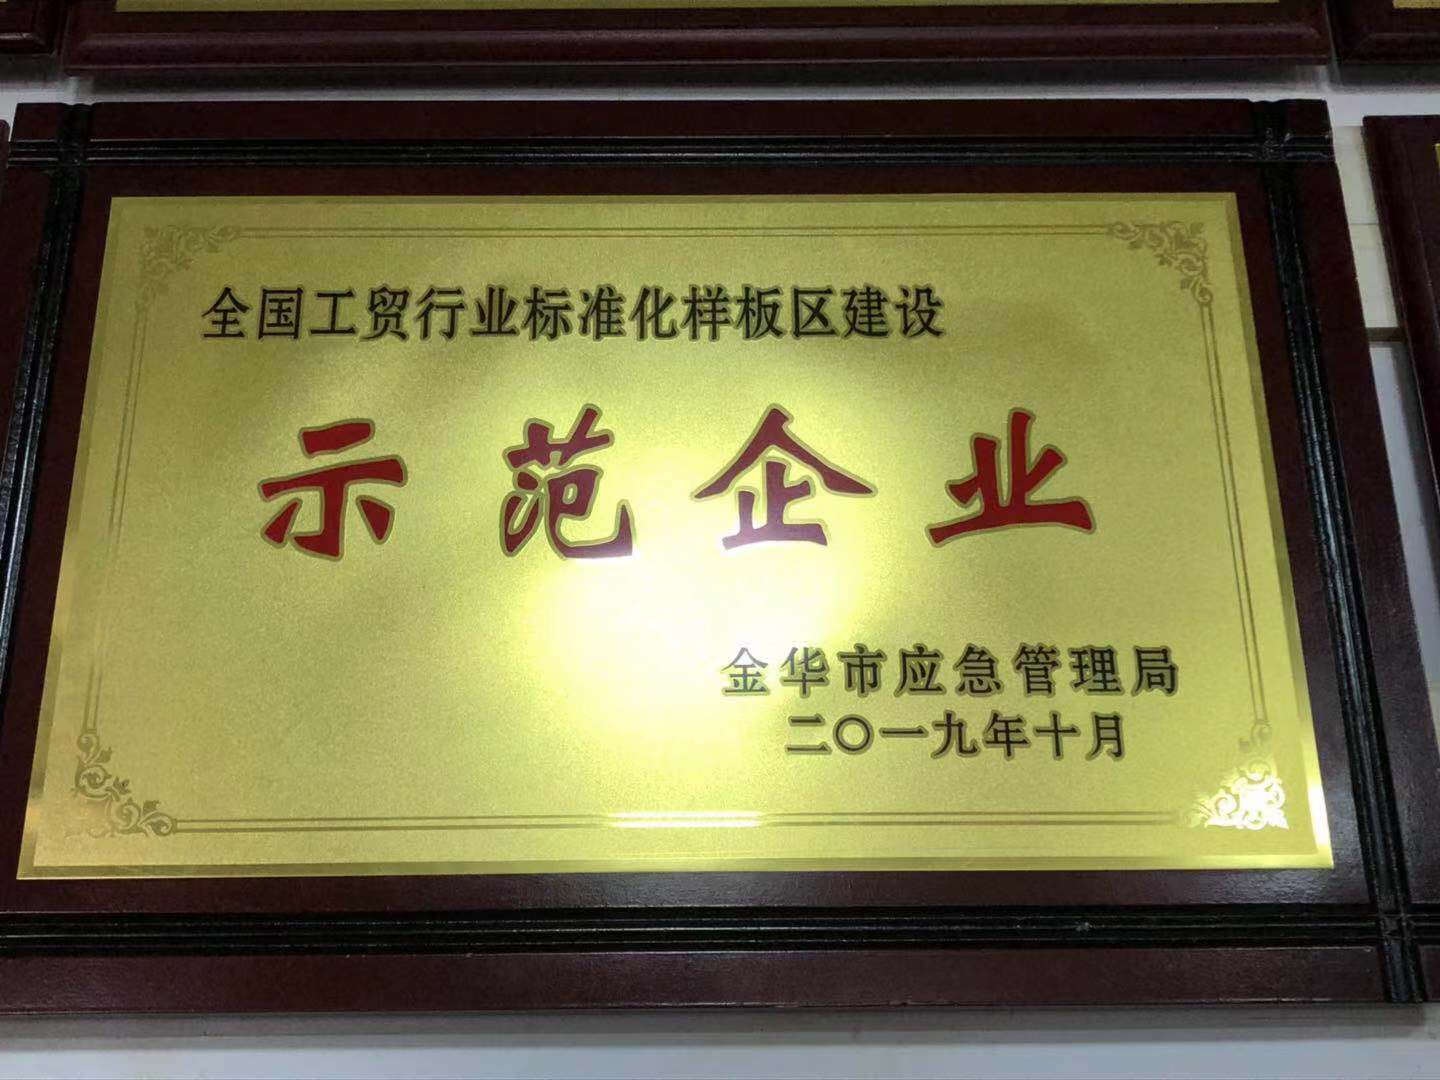 全国工贸行业标准化样板区建设
示范企业
金华市应急管理局
二〇一九年十月